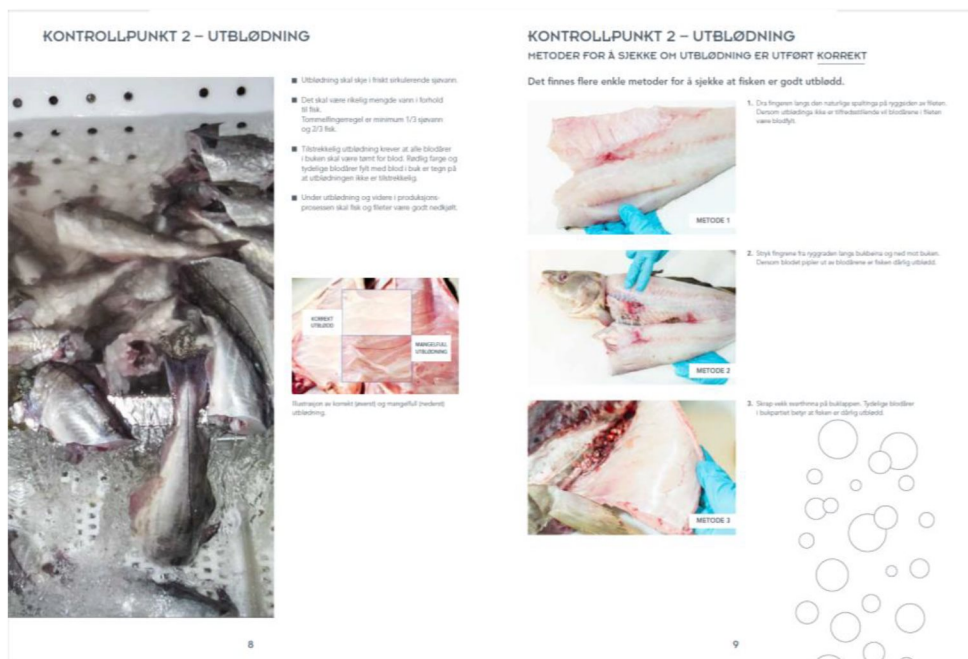 KONTROLLPUNKT 2 – UTBLØDNING
■ Utblødning skal skje i friskt sirkulerende sjøvann.
■ Det skal være rikelig mengde vann i forhold
til fisk.
Tommelfingerregel er minimum 1/3 sjøvann
og 2/3 fisk.
■ Tilstrekkelig utblødning krever at alle blodårer
i buken skal være tømt for blod. Rødlig farge og
tydelige blodårer fylt med blod i buk er tegn på
at utblødningen ikke er tilstrekkelig.
■ Under utblødning og videre i produksjons-
prosessen skal fisk og fileter være godt nedkjølt.
KORREKT
UTBLØDD
MANGELFULL
UTBLØDNING
Illustrasjon av korrekt (øverst) og mangelfull (nederst)
utblødning.
8
KONTROLLPUNKT 2 – UTBLØDNING
METODER FOR Å SJEKKE OM UTBLØDNING ER UTFØRT KORREKT
Det finnes flere enkle metoder for å sjekke at fisken er godt utblødd.
1. Dra fingeren langs den naturlige spaltinga på ryggsiden av fileten.
Dersom utblødinga ikke er tilfredsstillende vil blodårene i fileten
være blodfylt.
METODE 1
2. Stryk fingrene fra ryggraden langs bukbeina og ned mot buken.
Dersom blodet pipler ut av blodårene er fisken dårlig utblødd.
METODE 2
3. Skrap vekk svarthinna på buklappen. Tydelige blodårer
i bukpartiet betyr at fisken er dårlig utblødd.
METODE 3
9